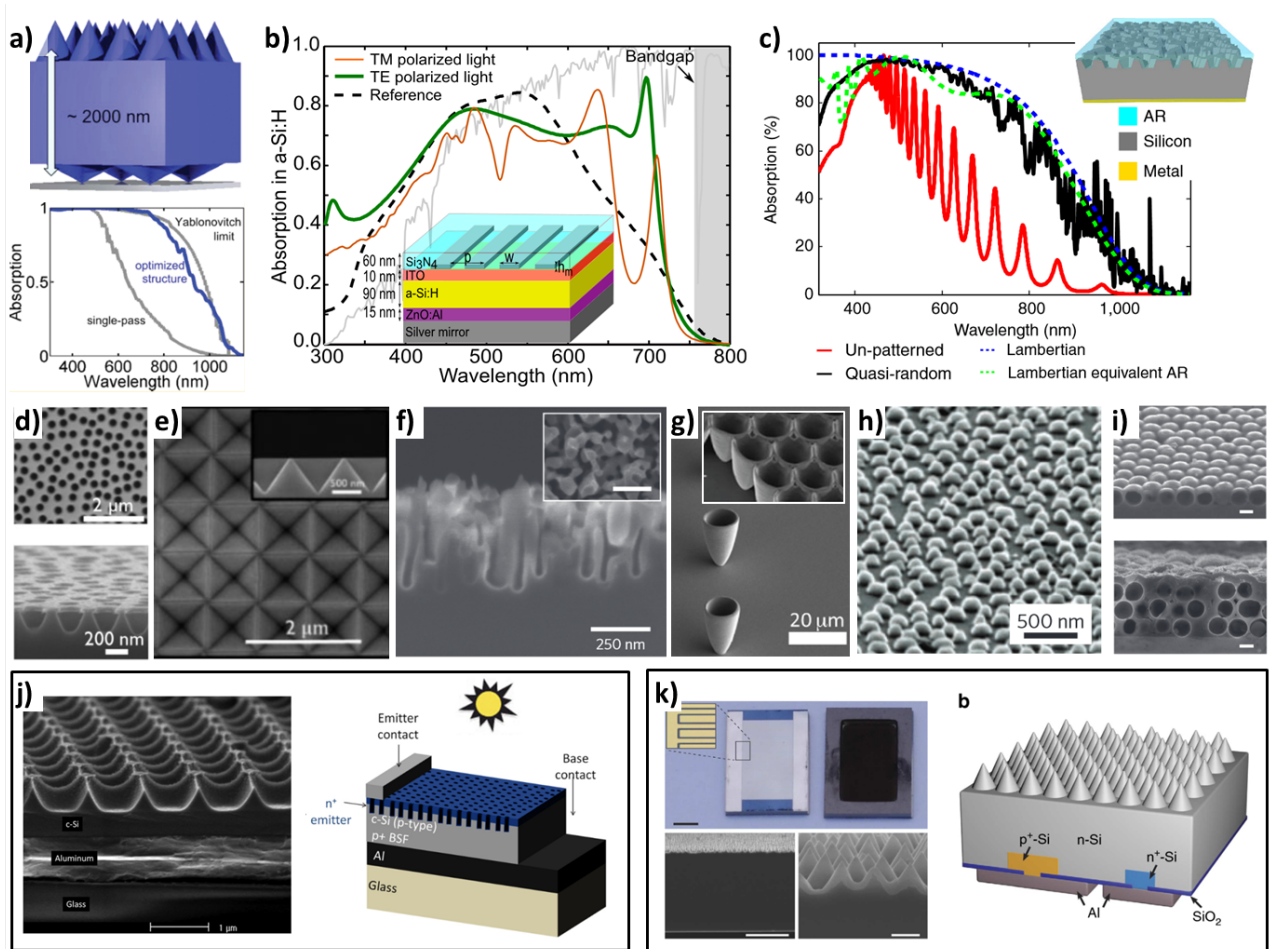 a)
~ 2000 nm
Absorption
1
0.5
0
Yablonovitch
limit
optimized
structure
single-pass
400 600 800 1000
Wavelength (nm)
b)
TM polarized light
TE polarized light
Reference
Bandgap
Absorption in a-Si:H
1.0
0.8
0.6
0.4
0.2
0.0
60 nm
10 nm
90 nm
15 nm
Si3N4
p
w
hm
ITO
a-Si:H
ZnO:Al
Silver mirror
300 400 500 600 700 800
Wavelength (nm)
c)
AR
Silicon
Metal
Absorption (%)
100
80
60
40
20
0
400 600 800 1,000
Wavelength (nm)
Un-patterned
Lambertian
Quasi-random
Lambertian equivalent AR
d)
2 µm
200 nm
e)
500 nm
2 µm
f)
250 nm
g)
20 µm
h)
500 nm
i)
j)
c-Si
Aluminum
Glass
1 µm
Emitter
contact
Base
contact
n+
emitter
c-Si (p-type)
p+ BSF
Al
Glass
k)
b
p+-Si
n-Si
n+-Si
Al
SiO2